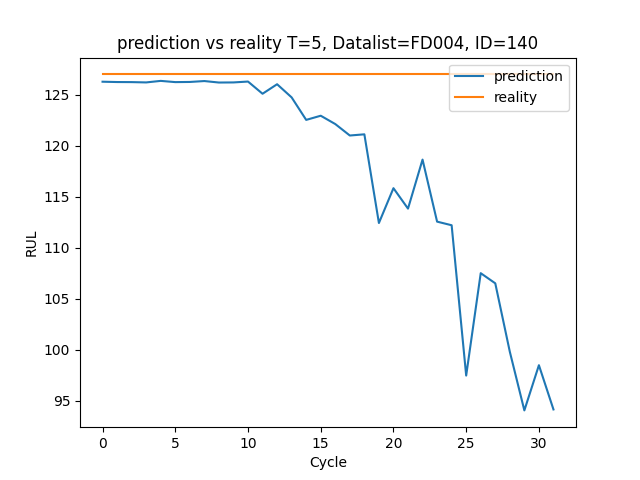 prediction vs reality T=5, Datalist=FD004, ID=140
prediction
reality
125
120
115
110
105
100
95
RUL
0 5 10 15 20 25 30
Cycle